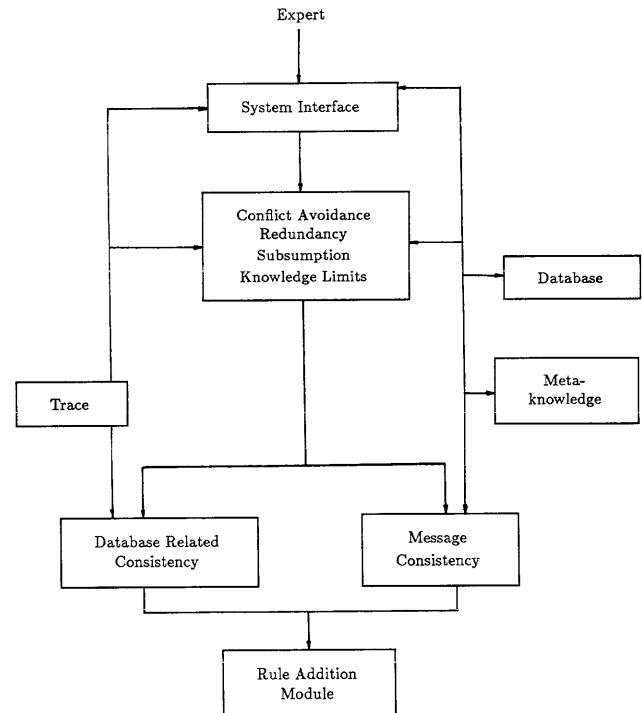 Expert
System Interface
Conflict Avoidance
Redundancy
Subsumption
Knowledge Limits
Database
Meta-
knowledge
Trace
Database Related
Consistency
Message
Consistency
Rule Addition
Module